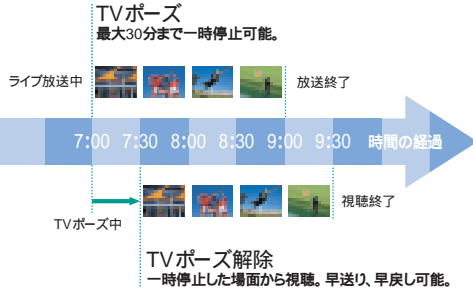 TVポーズ
最大30分まで一時停止可能。
ライブ放送中
放送終了
7:00 7:30 8:00 8:30 9:00 9:30 時間の経過
視聴終了
TVポーズ中
TVポーズ解除
一時停止した場面から視聴。早送り、早戻し可能。